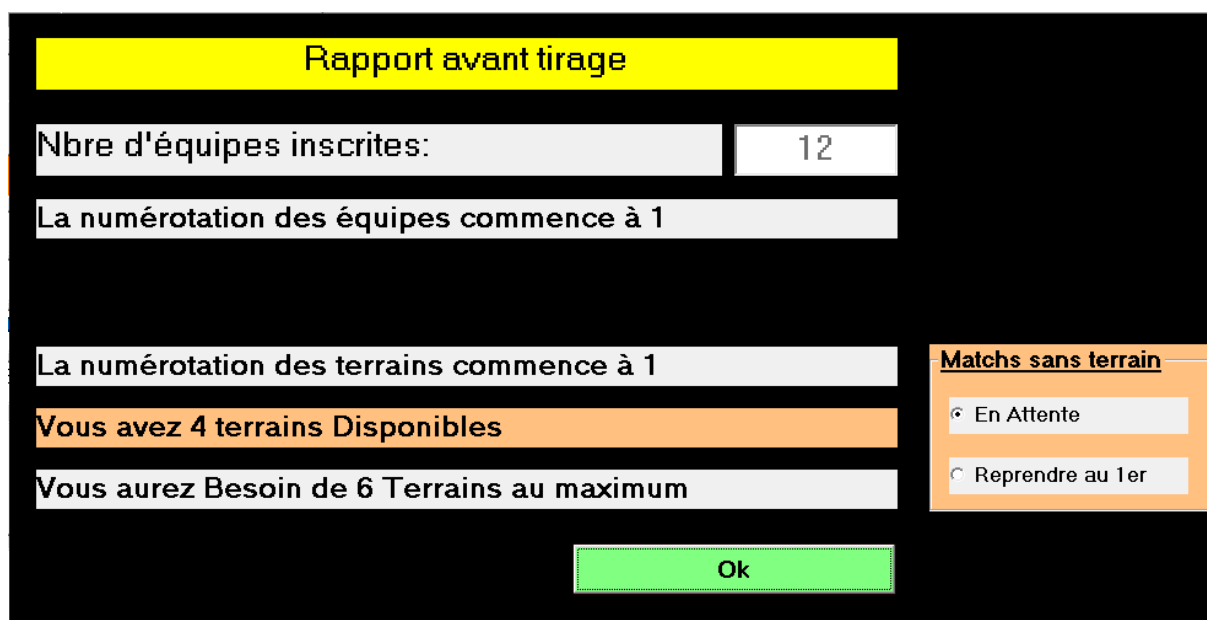 Rapport avant tirage
Nbre d'équipes inscrites: 12
La numérotation des équipes commence à 1
La numérotation des terrains commence à 1
Vous avez 4 terrains Disponibles
Vous aurez Besoin de 6 Terrains au maximum
Matchs sans terrain
En Attente
Reprendre au 1er
Ok